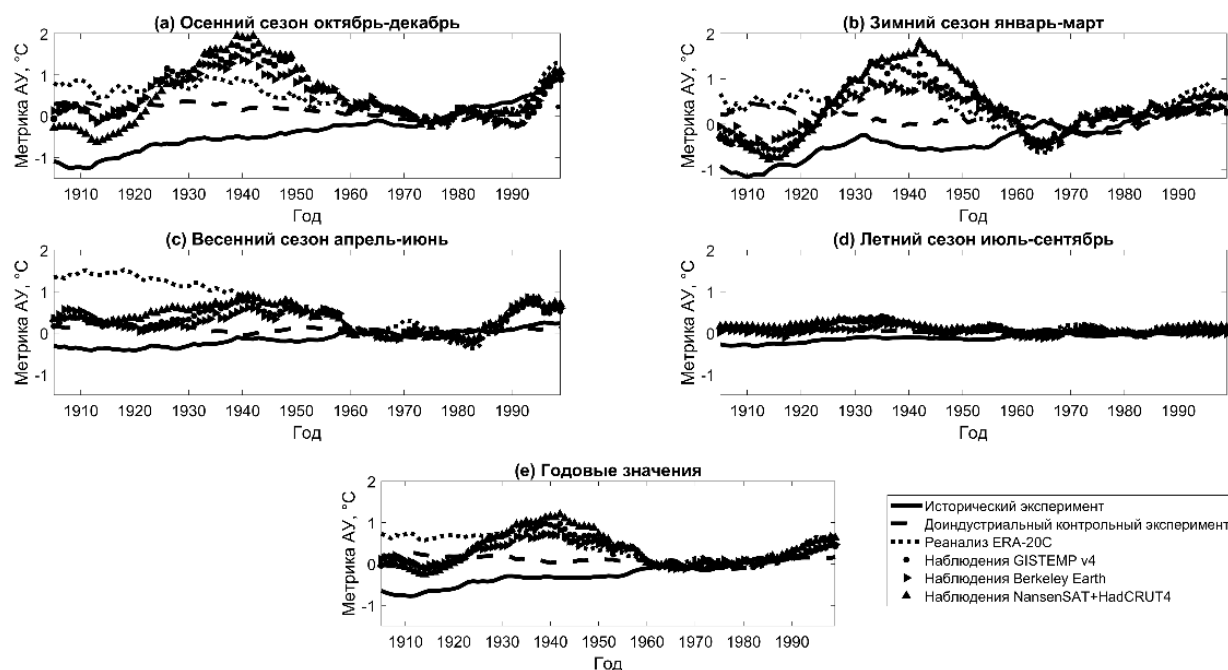 (a) Осенний сезон октябрь-декабрь
2
1
0
-1
Метрика АУ, °C
1910 1920 1930 1940 1950 1960 1970 1980 1990
Год
(b) Зимний сезон январь-март
2
1
0
-1
Метрика АУ, °C
1910 1920 1930 1940 1950 1960 1970 1980 1990
Год
(c) Весенний сезон апрель-июнь
2
1
0
-1
Метрика АУ, °C
1910 1920 1930 1940 1950 1960 1970 1980 1990
Год
(d) Летний сезон июль-сентябрь
2
1
0
-1
Метрика АУ, °C
1910 1920 1930 1940 1950 1960 1970 1980 1990
Год
(e) Годовые значения
2
1
0
-1
Метрика АУ, °C
1910 1920 1930 1940 1950 1960 1970 1980 1990
Год
Исторический эксперимент
Доиндустриальный контрольный эксперимент
Реанализ ERA-20C
Наблюдения GISTEMP v4
Наблюдения Berkeley Earth
Наблюдения NansenSAT+HadCRUT4